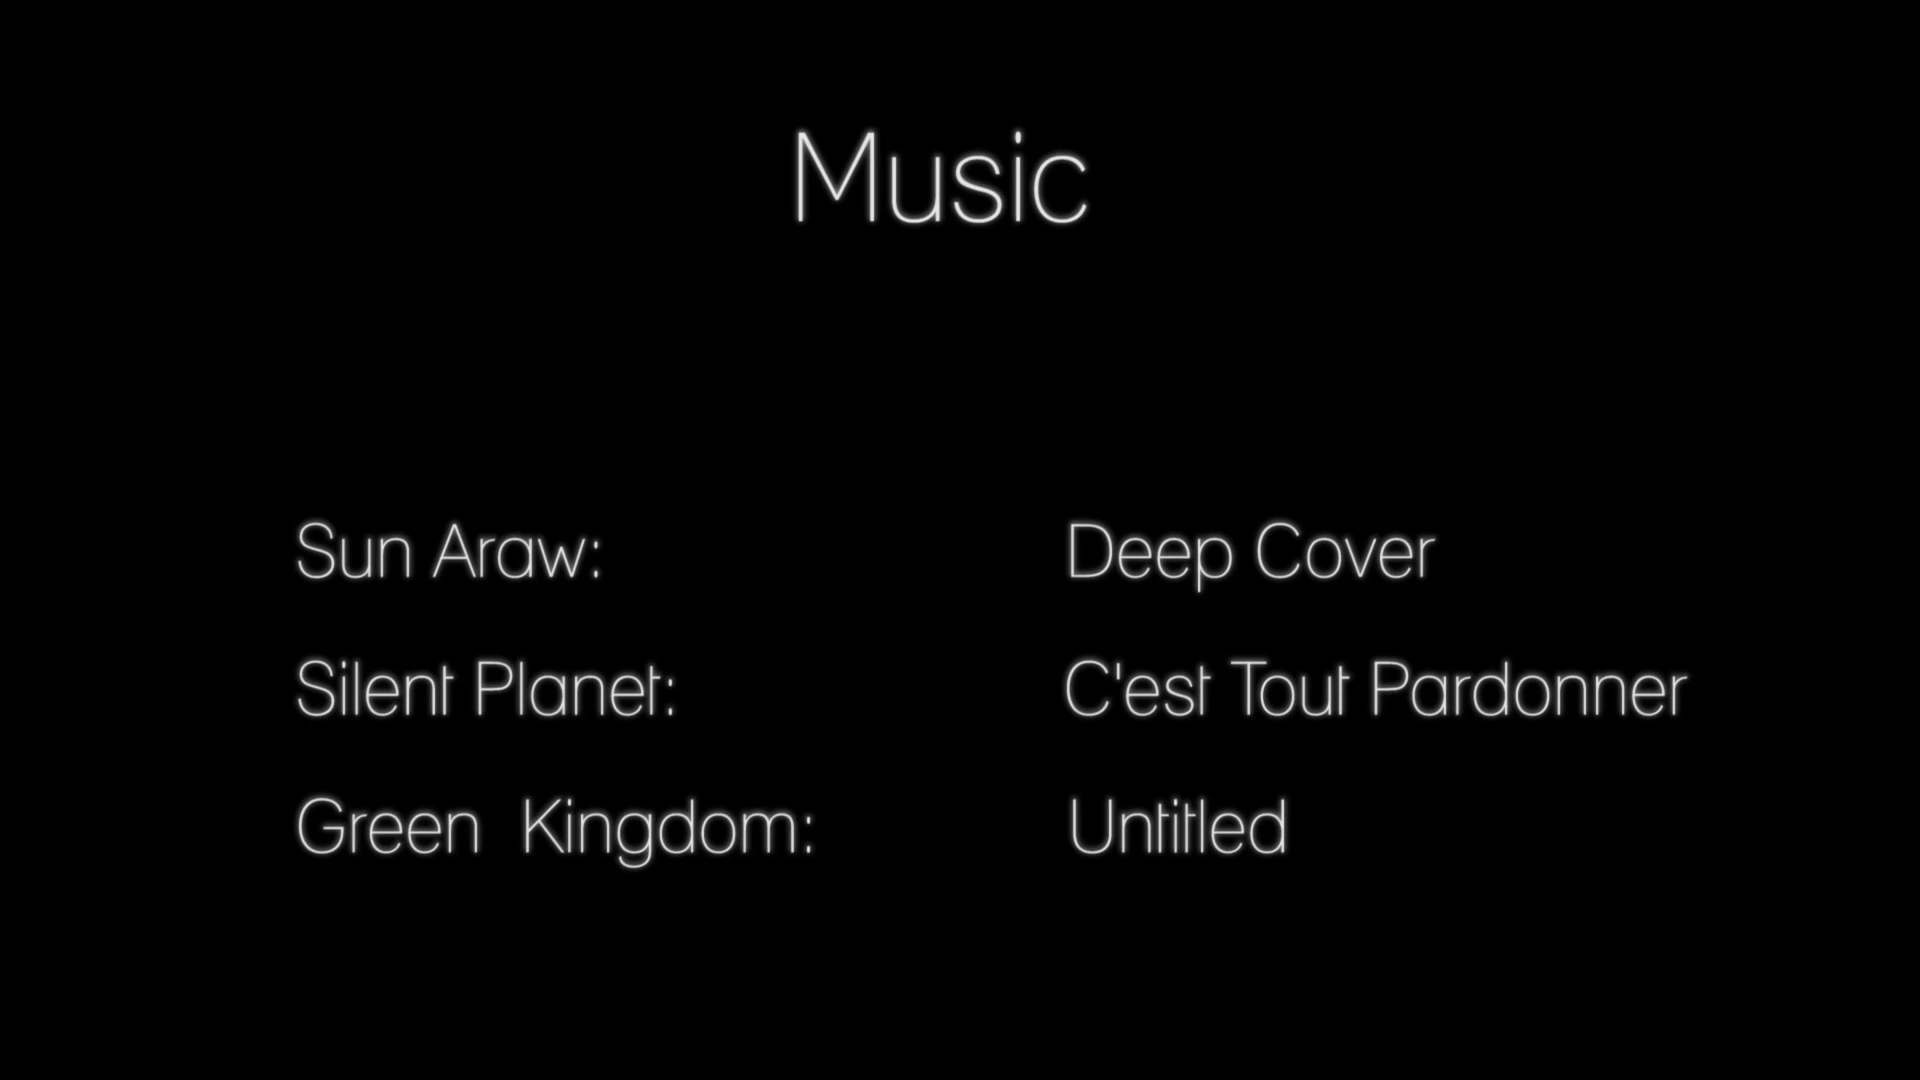 Music
Sun Araw: Deep Cover
Silent Planet: C'est Tout Pardonner
Green Kingdom: Untitled